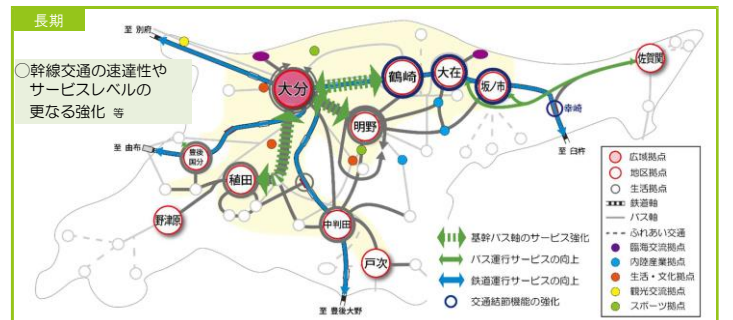 長期
至 別府
○幹線交通の速達性や
サービスレベルの
更なる強化 等
大分
鶴崎
大在
坂ノ市
佐賀関
幸崎
至 臼杵
明野
至 由布
豊後
国分
稙田
野津原
中判田
戸次
至 豊後大野
基幹バス軸のサービス強化
バス運行サービスの向上
鉄道運行サービスの向上
交通結節機能の強化
広域拠点
地区拠点
生活拠点
鉄道軸
バス軸
ふれあい交通
臨海交流拠点
内陸産業拠点
生活・文化拠点
観光交流拠点
スポーツ拠点